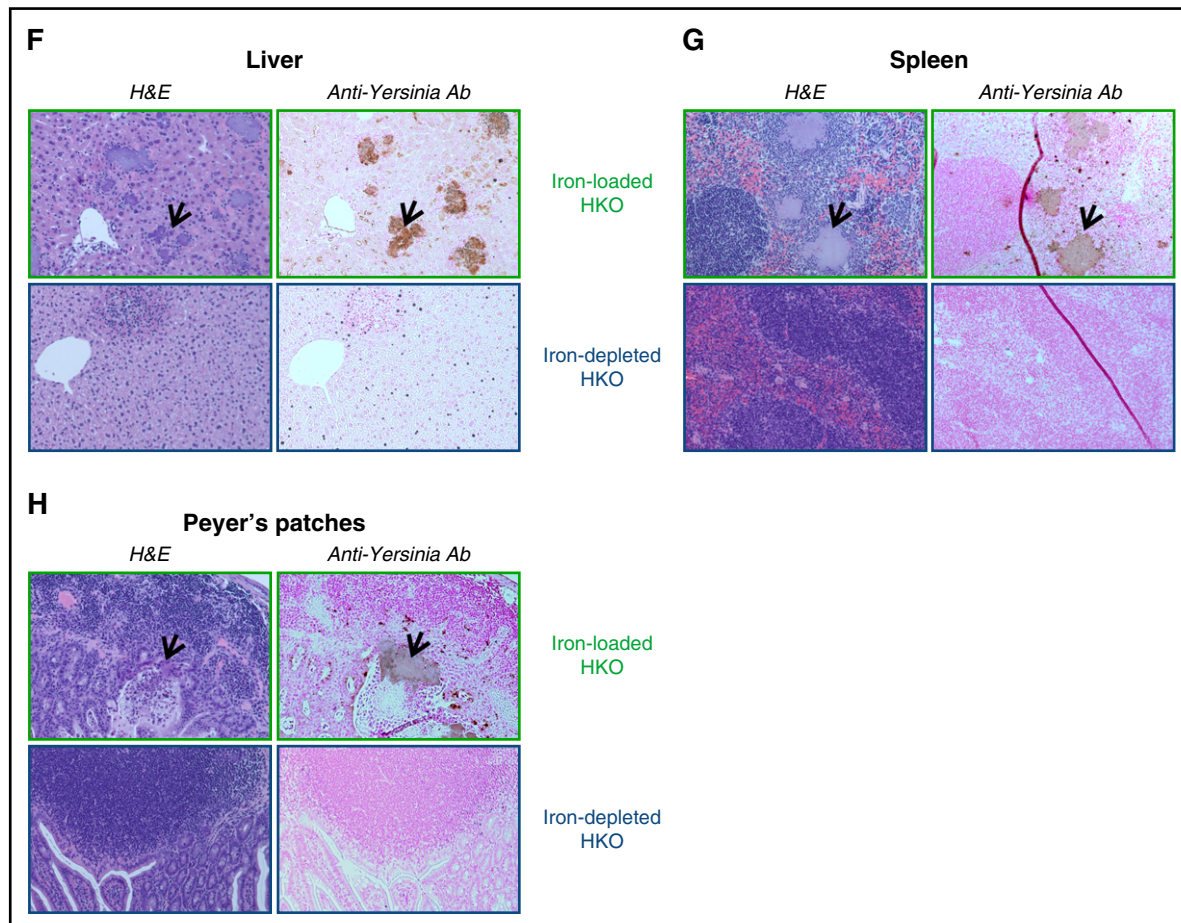 F
Liver
H&E
Anti-Yersinia Ab
Iron-loaded
HKO
Iron-depleted
HKO
G
Spleen
H&E
Anti-Yersinia Ab
H
Peyer's patches
H&E
Anti-Yersinia Ab
Iron-loaded
HKO
Iron-depleted
HKO